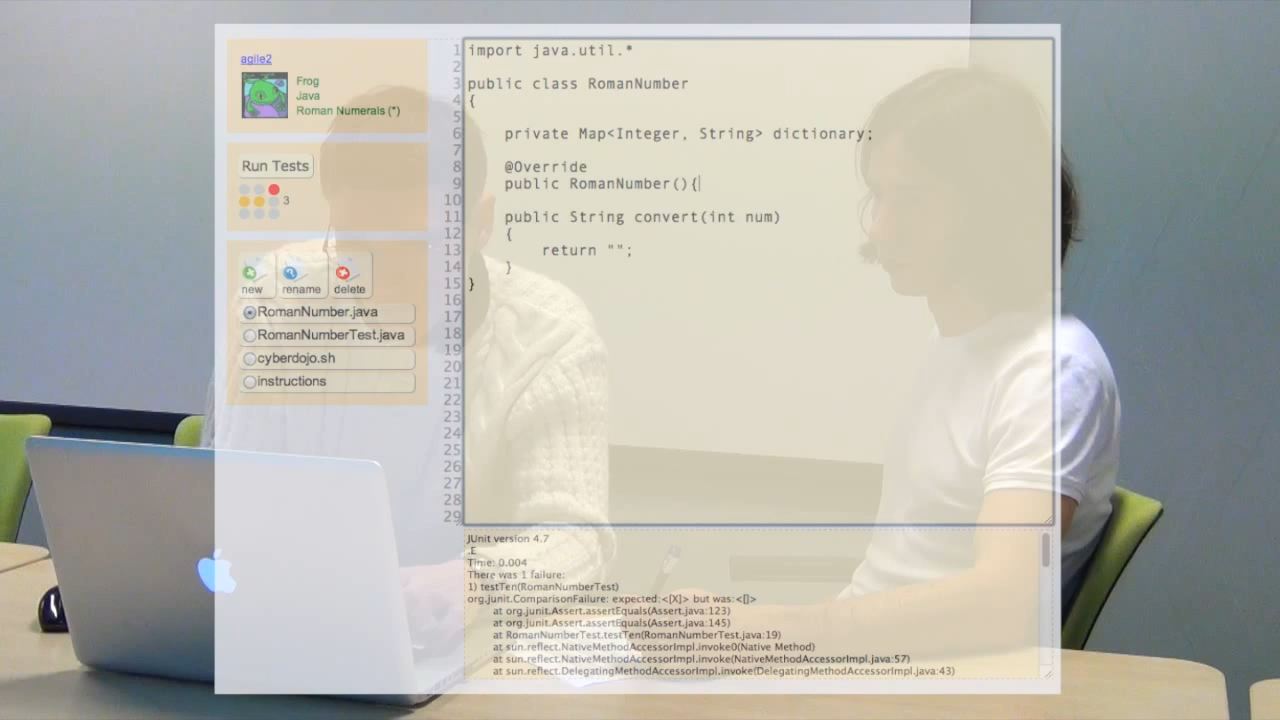 agile2
Frog
Java
Roman Numerals (*)
Run Tests
3
new rename delete
RomanNumber.java
RomanNumberTest.java
cyberdojo.sh
instructions
1 import java.util.*
2
3 public class RomanNumber
4 {
5
6 private Map<Integer, String> dictionary;
7
8 @Override
9 public RomanNumber(){
10
11 public String convert(int num)
12 {
13 return "";
14 }
15 }
16
17
18
19
20
21
22
23
24
25
26
27
28
29
JUnit version 4.7
.E
Time: 0.004
There was 1 failure:
1) testTen(RomanNumberTest)
org.junit.ComparisonFailure: expected:<[X]> but was:<[]>
at org.junit.Assert.assertEquals(Assert.java:123)
at org.junit.Assert.assertEquals(Assert.java:145)
at RomanNumberTest.testTen(RomanNumberTest.java:19)
at sun.reflect.NativeMethodAccessorImpl.invoke0(Native Method)
at sun.reflect.NativeMethodAccessorImpl.invoke(NativeMethodAccessorImpl.java:57)
at sun.reflect.DelegatingMethodAccessorImpl.invoke(DelegatingMethodAccessorImpl.java:43)